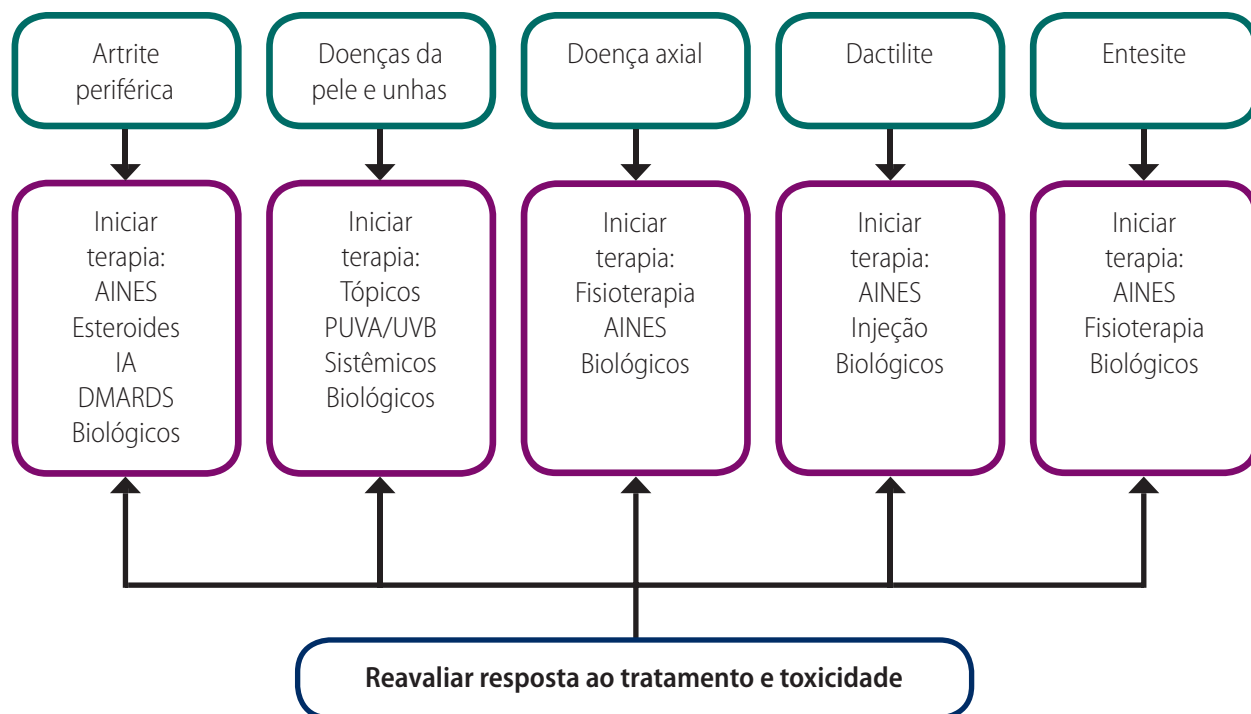 Artrite
periférica
Doenças da
pele e unhas
Doença axial
Dactilite
Entesite
Iniciar
terapia:
AINES
Esteroides
IA
DMARDS
Biológicos
Iniciar
terapia:
Tópicos
PUVA/UVB
Sistêmicos
Biológicos
Iniciar
terapia:
Fisioterapia
AINES
Biológicos
Iniciar
terapia:
AINES
Injeção
Biológicos
Iniciar
terapia:
AINES
Fisioterapia
Biológicos
Reavaliar resposta ao tratamento e toxicidade